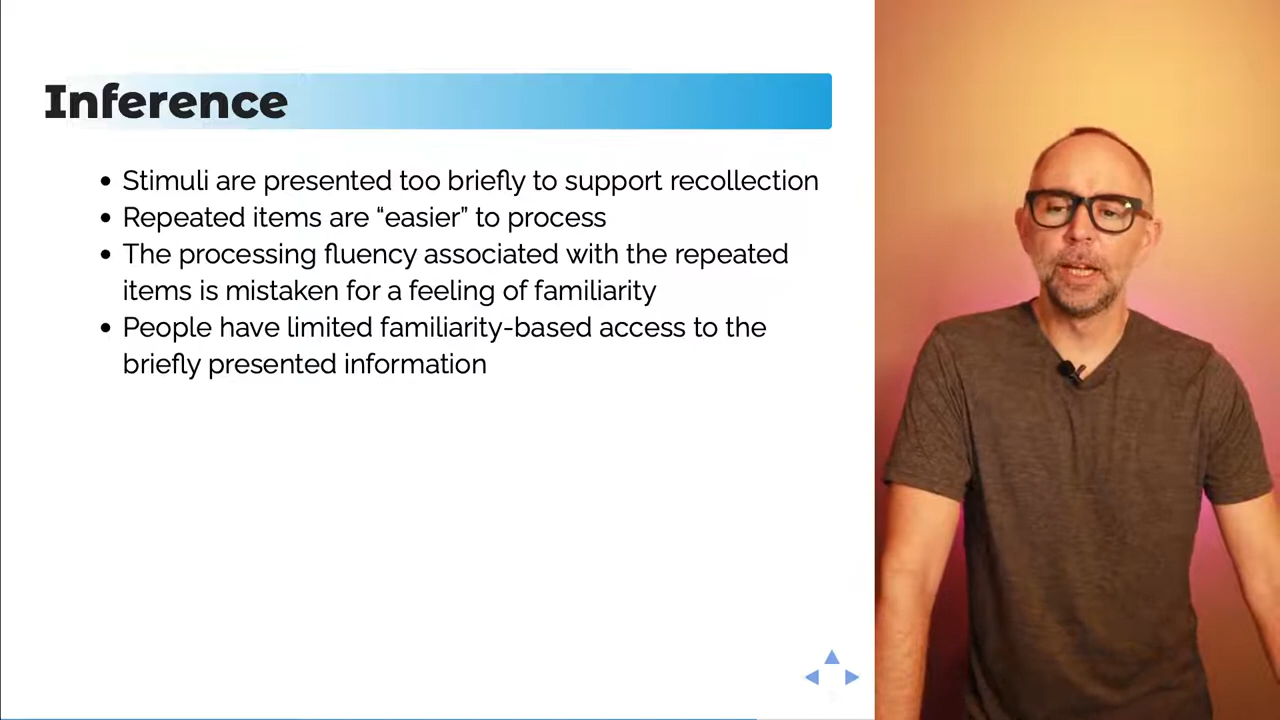 Inference
Stimuli are presented too briefly to support recollection
Repeated items are “easier” to process
The processing fluency associated with the repeated
items is mistaken for a feeling of familiarity
People have limited familiarity-based access to the
briefly presented information